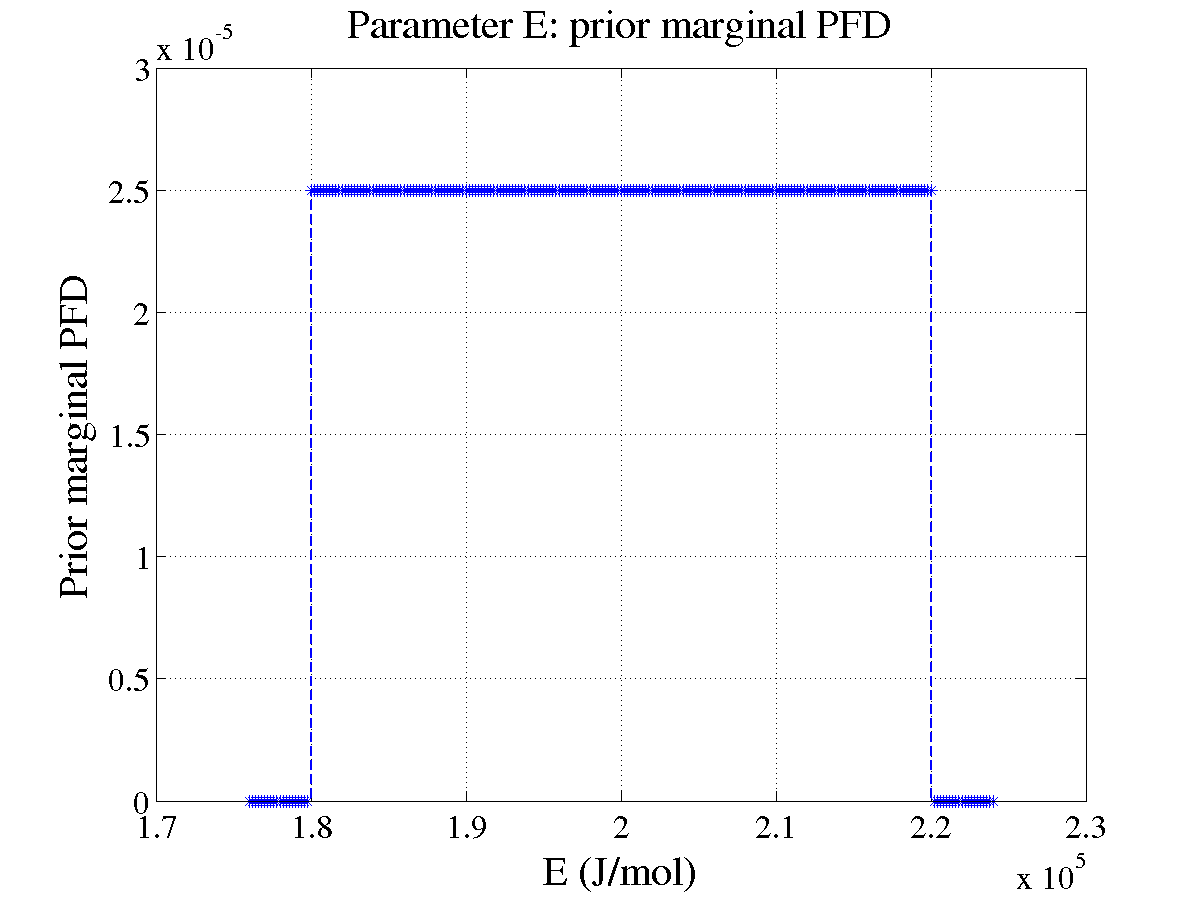 Parameter E: prior marginal PFD
x 10^-5
3
2.5
2
1.5
1
0.5
0
Prior marginal PFD
1.7 1.8 1.9 2 2.1 2.2 2.3
E (J/mol)
x 10^5